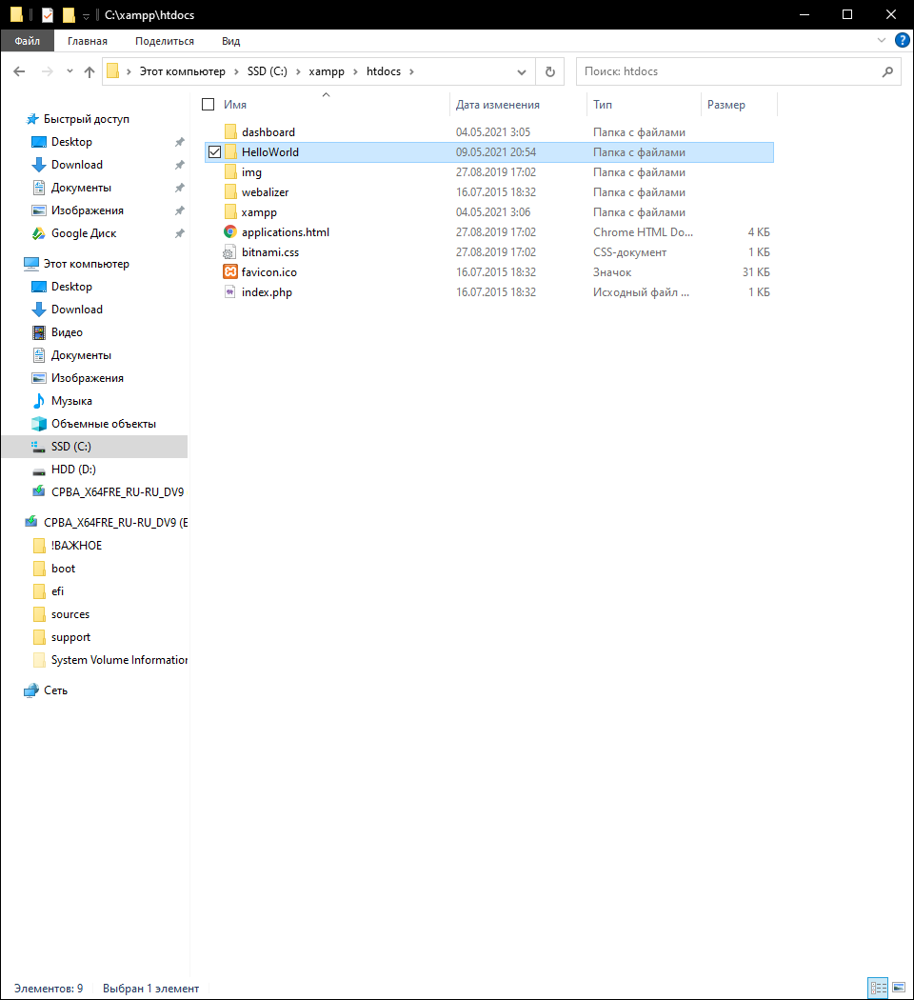 C:\xampp\htdocs
Файл Главная Поделиться Вид
Этот компьютер SSD (C:) xampp htdocs
Поиск: htdocs
Быстрый доступ
Desktop
Download
Документы
Изображения
Google Диск
Этот компьютер
Desktop
Download
Видео
Документы
Изображения
Музыка
Объемные объекты
SSD (C:)
HDD (D:)
CPBA_X64FRE_RU-RU_DV9
CPBA_X64FRE_RU-RU_DV9 (E
!ВАЖНОЕ
boot
efi
sources
support
System Volume Information
Сеть
Имя Дата изменения Тип Размер
dashboard 04.05.2021 3:05 Папка с файлами
HelloWorld 09.05.2021 20:54 Папка с файлами
img 27.08.2019 17:02 Папка с файлами
webalizer 16.07.2015 18:32 Папка с файлами
xampp 04.05.2021 3:06 Папка с файлами
applications.html 27.08.2019 17:02 Chrome HTML Do... 4 КБ
bitnami.css 27.08.2019 17:02 CSS-документ 1 КБ
favicon.ico 16.07.2015 18:32 Значок 31 КБ
index.php 16.07.2015 18:32 Исходный файл ... 1 КБ
Элементов: 9 Выбран 1 элемент